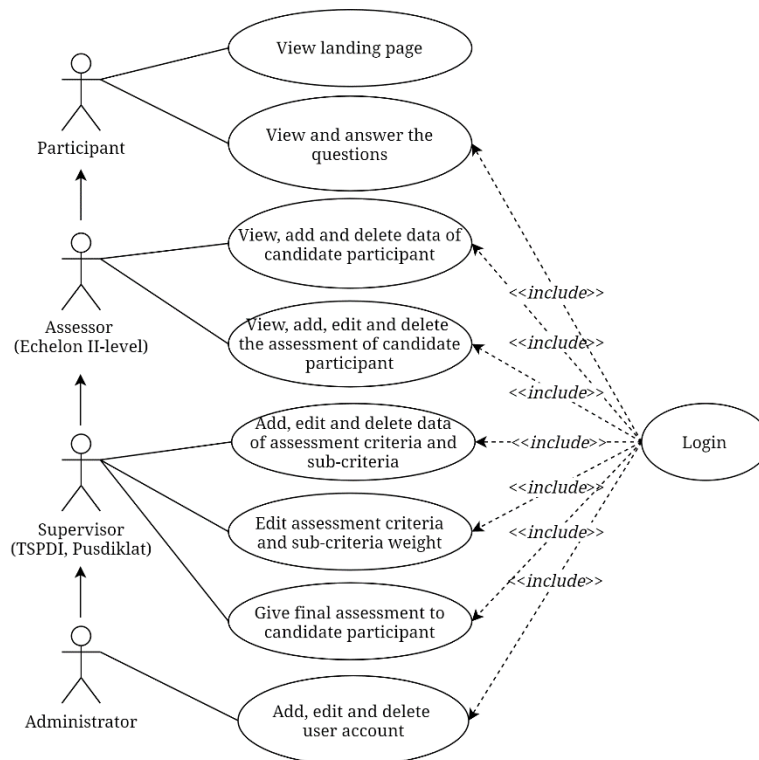 View landing page
Participant
View and answer the
questions
View, add and delete data of
candidate participant
Assessor
(Echelon II-level)
View, add, edit and delete
the assessment of candidate
participant
Add, edit and delete data
of assessment criteria and
sub-criteria
Supervisor
(TSPDI, Pusdiklat)
Edit assessment criteria
and sub-criteria weight
Give final assessment to
candidate participant
Administrator
Add, edit and delete
user account
<<include>>
<<include>>
<<include>>
<<include>>
<<include>>
<<include>>
<<include>>
Login